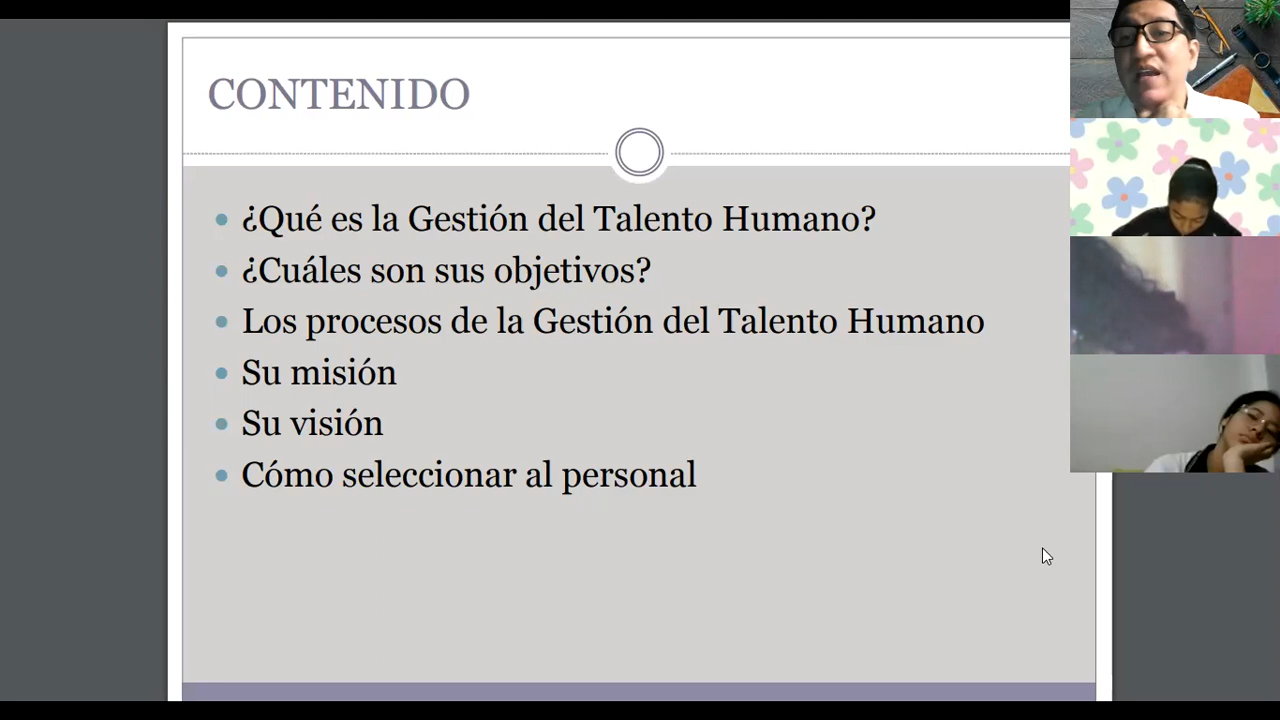 CONTENIDO
¿Qué es la Gestión del Talento Humano?
¿Cuáles son sus objetivos?
Los procesos de la Gestión del Talento Humano
Su misión
Su visión
Cómo seleccionar al personal